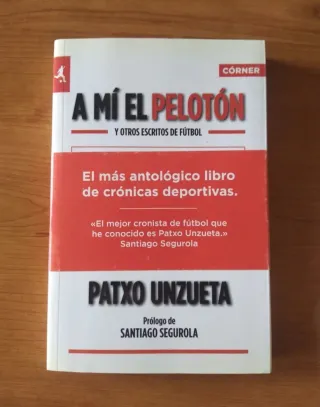 CÓRNER
A MÍ EL PELOTÓN
Y OTROS ESCRITOS DE FÚTBOL
El más antológico libro
de crónicas deportivas.
«El mejor cronista de fútbol que
he conocido es Patxo Unzueta.»
Santiago Segurola
PATXO UNZUETA
Prólogo de
SANTIAGO SEGUROLA